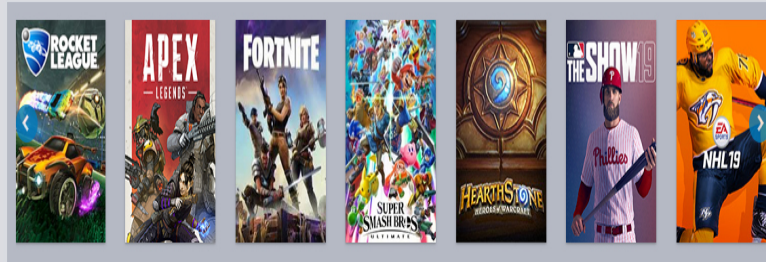 ROCKET
LEAGUE
APEX
LEGENDS
FORTNITE
SUPER
SMASH BROS
ULTIMATE
HEARTHSTONE
HEROES OF WARCRAFT
MLB
THE SHOW 19
Phillies
EA
SPORTS
NHL 19